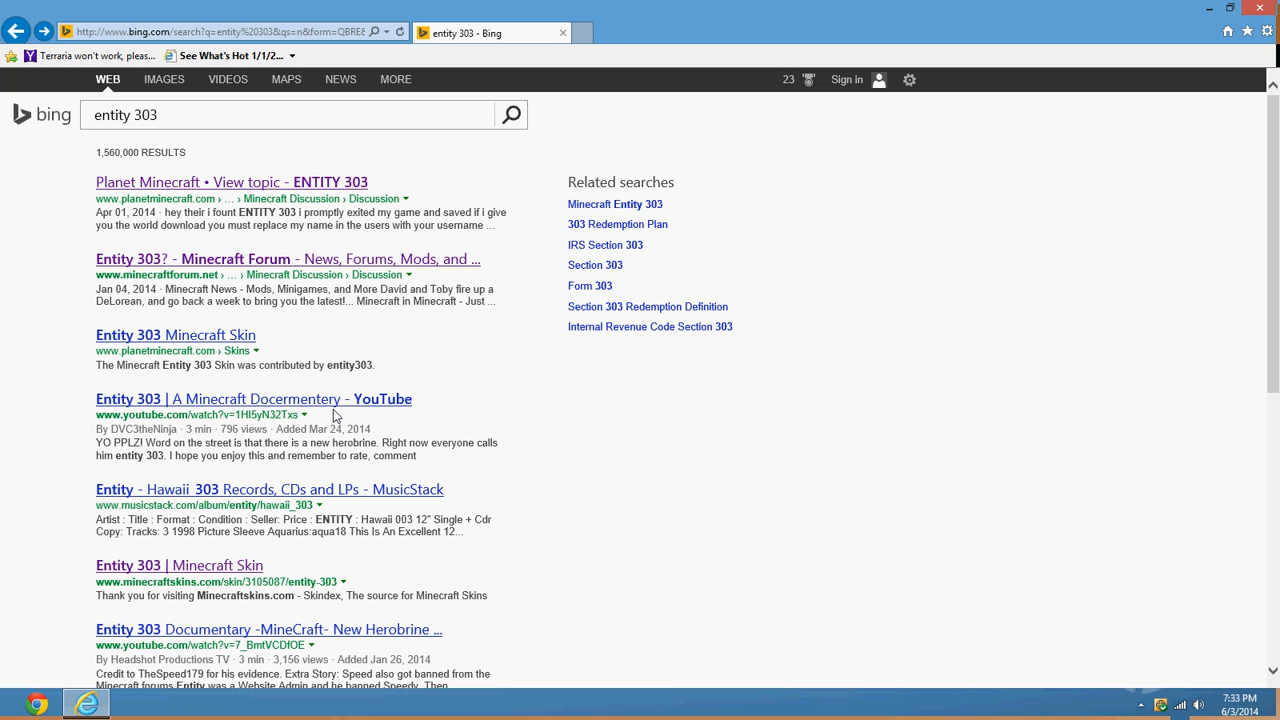 http://www.bing.com/search?q=entity%20303&qs=n&form=QBRE&
entity 303 - Bing
Terraria won't work, pleas...
See What's Hot 1/1/2...
WEB IMAGES VIDEOS MAPS NEWS MORE
23 Sign in
bing
entity 303
1,560,000 RESULTS
Planet Minecraft • View topic - ENTITY 303
www.planetminecraft.com › ... › Minecraft Discussion › Discussion
Apr 01, 2014 · hey their i fount ENTITY 303 i promptly exited my game and saved if i give
you the world download you must replace my name in the users with your username ...
Entity 303? - Minecraft Forum - News, Forums, Mods, and ...
www.minecraftforum.net › ... › Minecraft Discussion › Discussion
Jan 04, 2014 · Minecraft News - Mods, Minigames, and More David and Toby fire up a
DeLorean, and go back a week to bring you the latest!... Minecraft in Minecraft - Just ...
Entity 303 Minecraft Skin
www.planetminecraft.com › Skins
The Minecraft Entity 303 Skin was contributed by entity303.
Entity 303 | A Minecraft Docermentery - YouTube
www.youtube.com/watch?v=1Hl5yN32Txs
By DVC3theNinja · 3 min · 796 views · Added Mar 24, 2014
YO PPLZ! Word on the street is that there is a new herobrine. Right now everyone calls
him entity 303. I hope you enjoy this and remember to rate, comment
Entity - Hawaii 303 Records, CDs and LPs - MusicStack
www.musicstack.com/album/entity/hawaii_303
Artist : Title : Format : Condition : Seller: Price : ENTITY : Hawaii 003 12" Single + Cdr
Copy: Tracks: 3 1998 Picture Sleeve Aquarius:aqua18 This Is An Excellent 12...
Entity 303 | Minecraft Skin
www.minecraftskins.com/skin/3105087/entity-303
Thank you for visiting Minecraftskins.com - Skindex, The source for Minecraft Skins
Entity 303 Documentary -MineCraft- New Herobrine ...
www.youtube.com/watch?v=7_BmtVCDfOE
By Headshot Productions TV · 3 min · 3,156 views · Added Jan 26, 2014
Credit to TheSpeed179 for his evidence. Extra Story: Speed also got banned from the
Minecraft forums Entity was a Website Admin and he banned Speedy. Then
Related searches
Minecraft Entity 303
303 Redemption Plan
IRS Section 303
Section 303
Form 303
Section 303 Redemption Definition
Internal Revenue Code Section 303
7:33 PM
6/3/2014